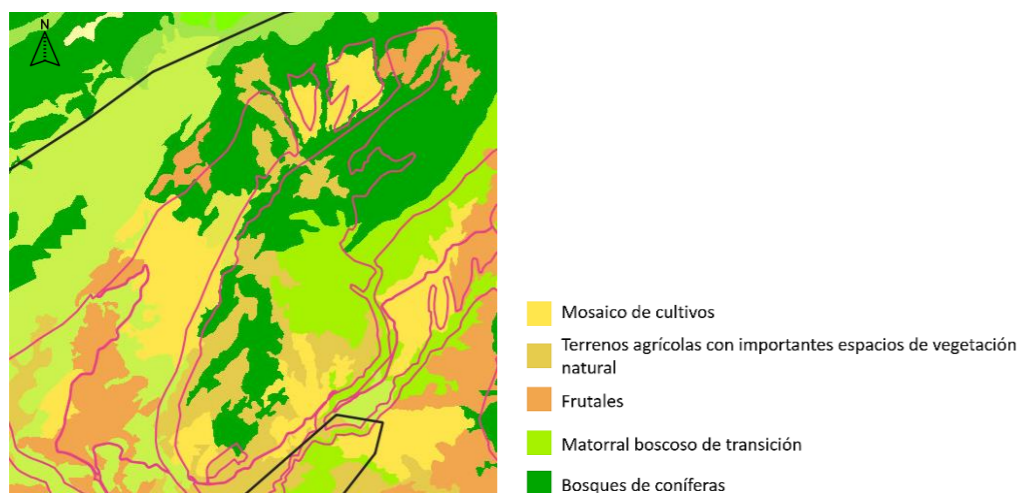 N
Mosaico de cultivos
Terrenos agrícolas con importantes espacios de vegetación
natural
Frutales
Matorral boscoso de transición
Bosques de coníferas